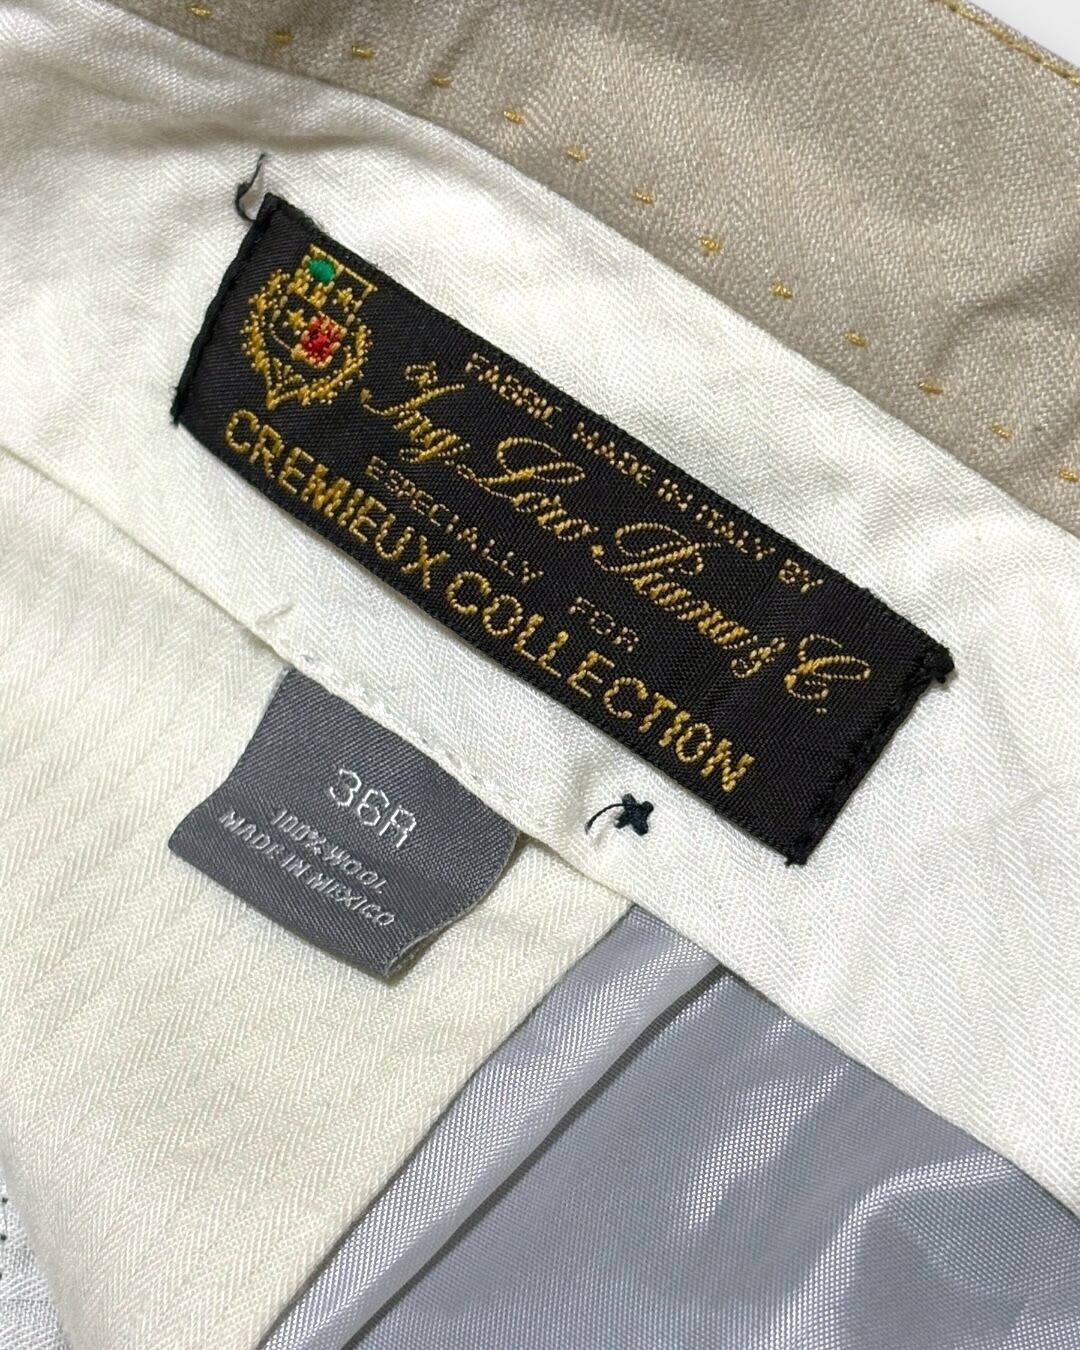 FABRIC MADE IN ITALY BY
Ing. Loro Piana & C.
ESPECIALLY FOR
CREMIEUX COLLECTION
36R
100% WOOL
MADE IN MEXICO